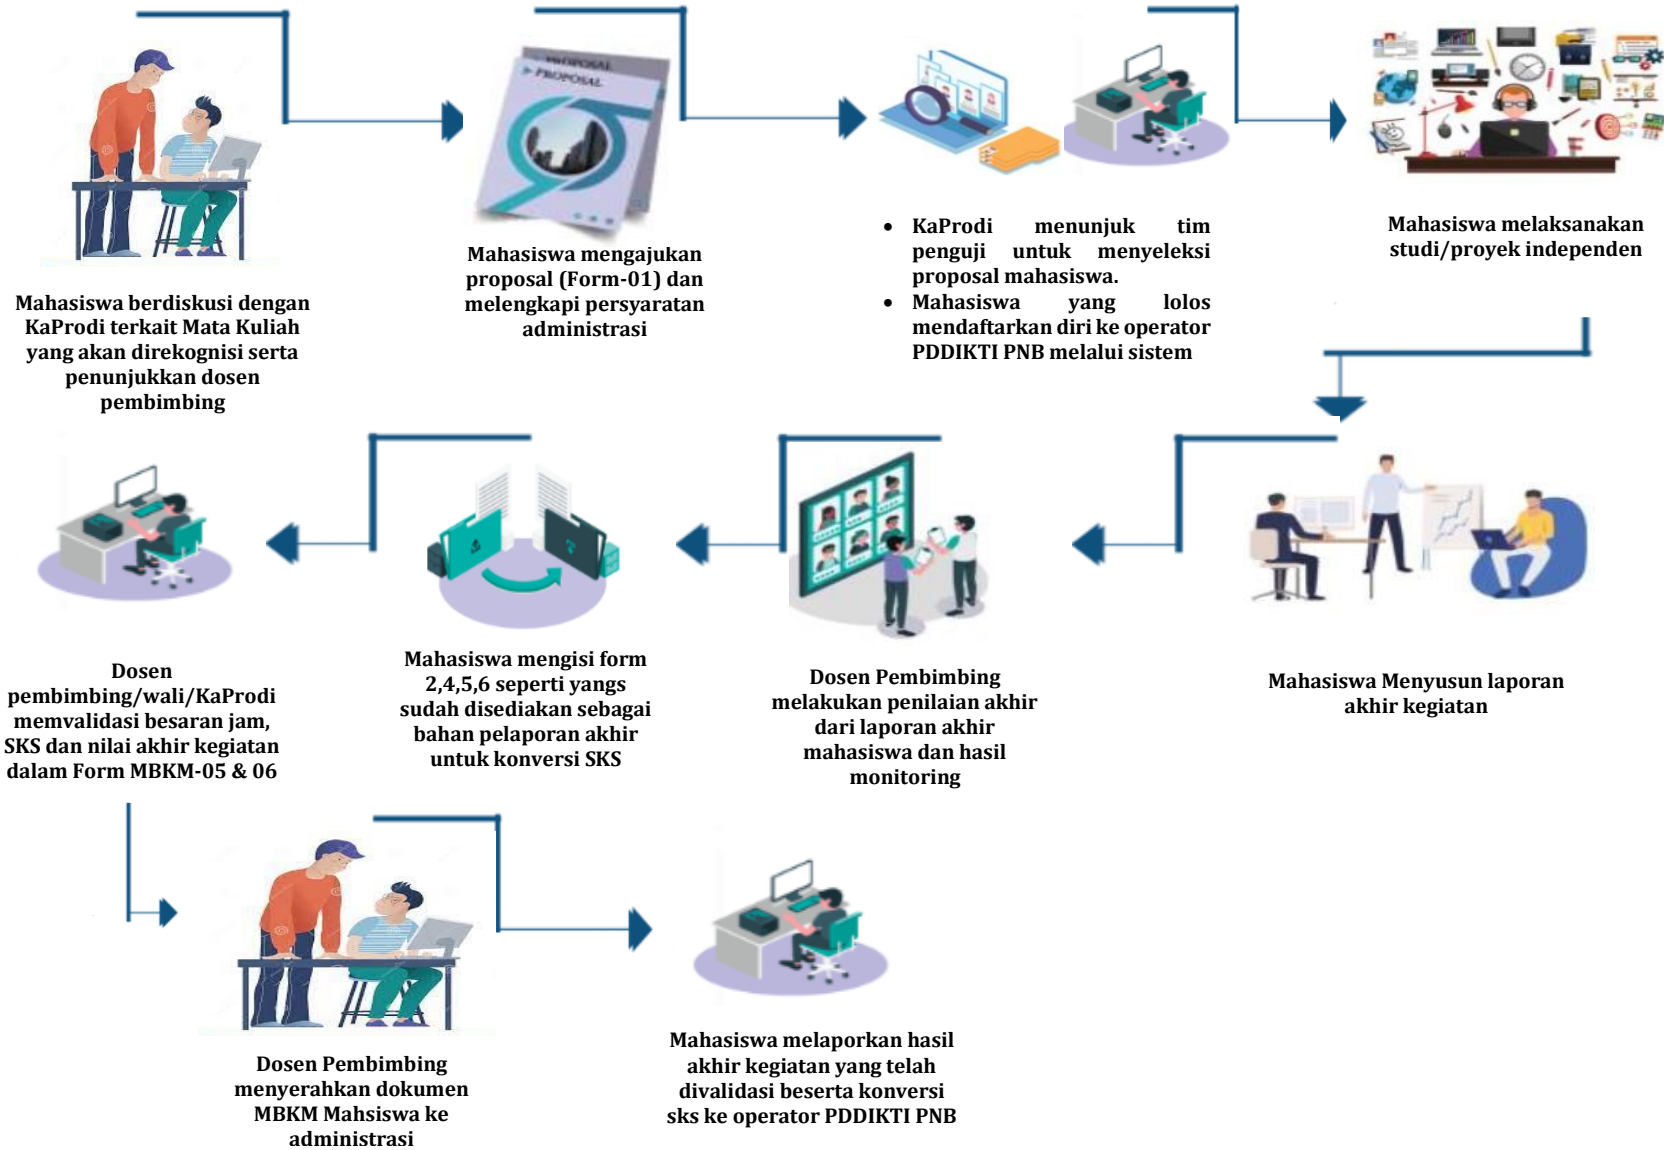 PROPOSAL
PROPOSAL
Mahasiswa berdiskusi dengan
KaProdi terkait Mata Kuliah
yang akan direkognisi serta
penunjukkan dosen
pembimbing
Mahasiswa mengajukan
proposal (Form-01) dan
melengkapi persyaratan
administrasi
• KaProdi menunjuk tim
penguji untuk menyeleksi
proposal mahasiswa.
• Mahasiswa yang lolos
mendaftarkan diri ke operator
PDDIKTI PNB melalui sistem
Mahasiswa melaksanakan
studi/proyek independen
Mahasiswa Menyusun laporan
akhir kegiatan
Dosen Pembimbing
melakukan penilaian akhir
dari laporan akhir
mahasiswa dan hasil
monitoring
Mahasiswa mengisi form
2,4,5,6 seperti yangs
sudah disediakan sebagai
bahan pelaporan akhir
untuk konversi SKS
Dosen
pembimbing/wali/KaProdi
memvalidasi besaran jam,
SKS dan nilai akhir kegiatan
dalam Form MBKM-05 & 06
Dosen Pembimbing
menyerahkan dokumen
MBKM Mahsiswa ke
administrasi
Mahasiswa melaporkan hasil
akhir kegiatan yang telah
divalidasi beserta konversi
sks ke operator PDDIKTI PNB